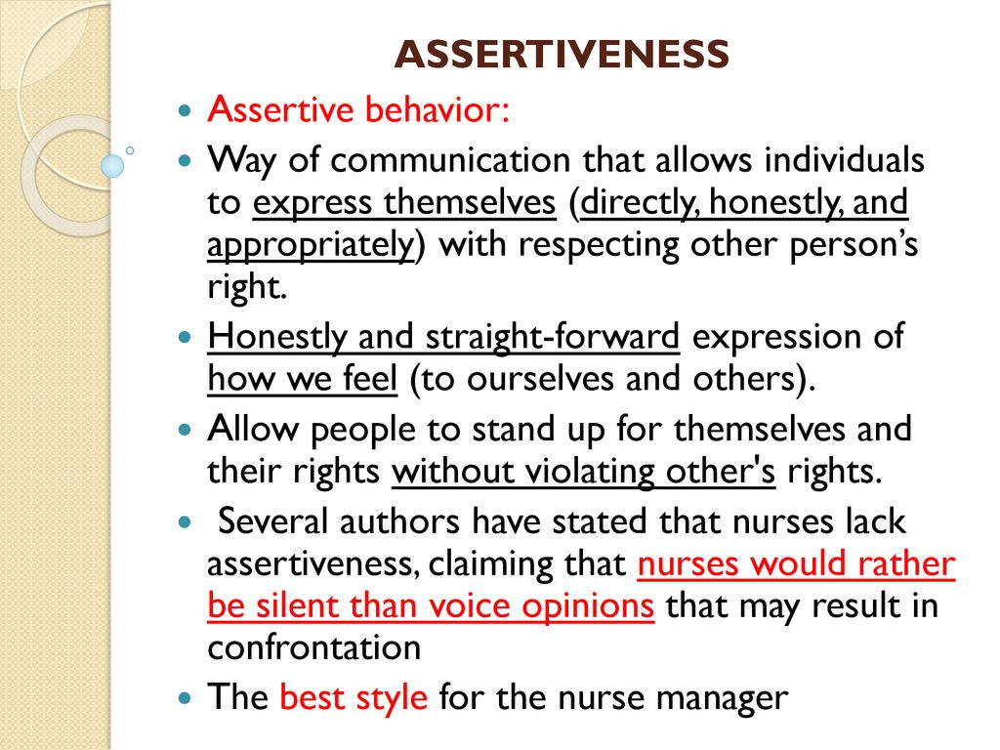 ASSERTIVENESS
• Assertive behavior:
• Way of communication that allows individuals
to express themselves (directly, honestly, and
appropriately) with respecting other person’s
right.
• Honestly and straight-forward expression of
how we feel (to ourselves and others).
• Allow people to stand up for themselves and
their rights without violating other's rights.
• Several authors have stated that nurses lack
assertiveness, claiming that nurses would rather
be silent than voice opinions that may result in
confrontation
• The best style for the nurse manager